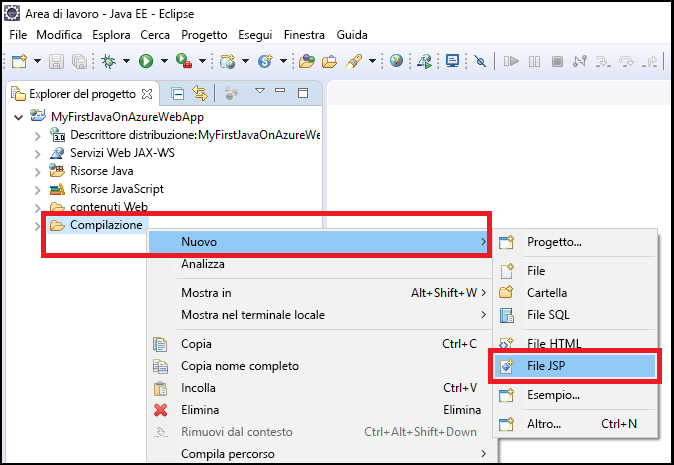 Area di lavoro - Java EE - Eclipse
File Modifica Esplora Cerca Progetto Esegui Finestra Guida
Explorer del progetto
MyFirstJavaOnAzureWebApp
3.0 Descrittore distribuzione:MyFirstJavaOnAzureWe
Servizi Web JAX-WS
Risorse Java
Risorse JavaScript
contenuti Web
Compilazione
Nuovo
Analizza
Mostra in Alt+Shift+W
Mostra nel terminale locale
Copia Ctrl+C
Copia nome completo
Incolla Ctrl+V
Elimina Elimina
Rimuovi dal contesto Ctrl+Alt+Shift+Down
Compila percorso
Progetto...
File
Cartella
File SQL
File HTML
File JSP
Esempio...
Altro... Ctrl+N